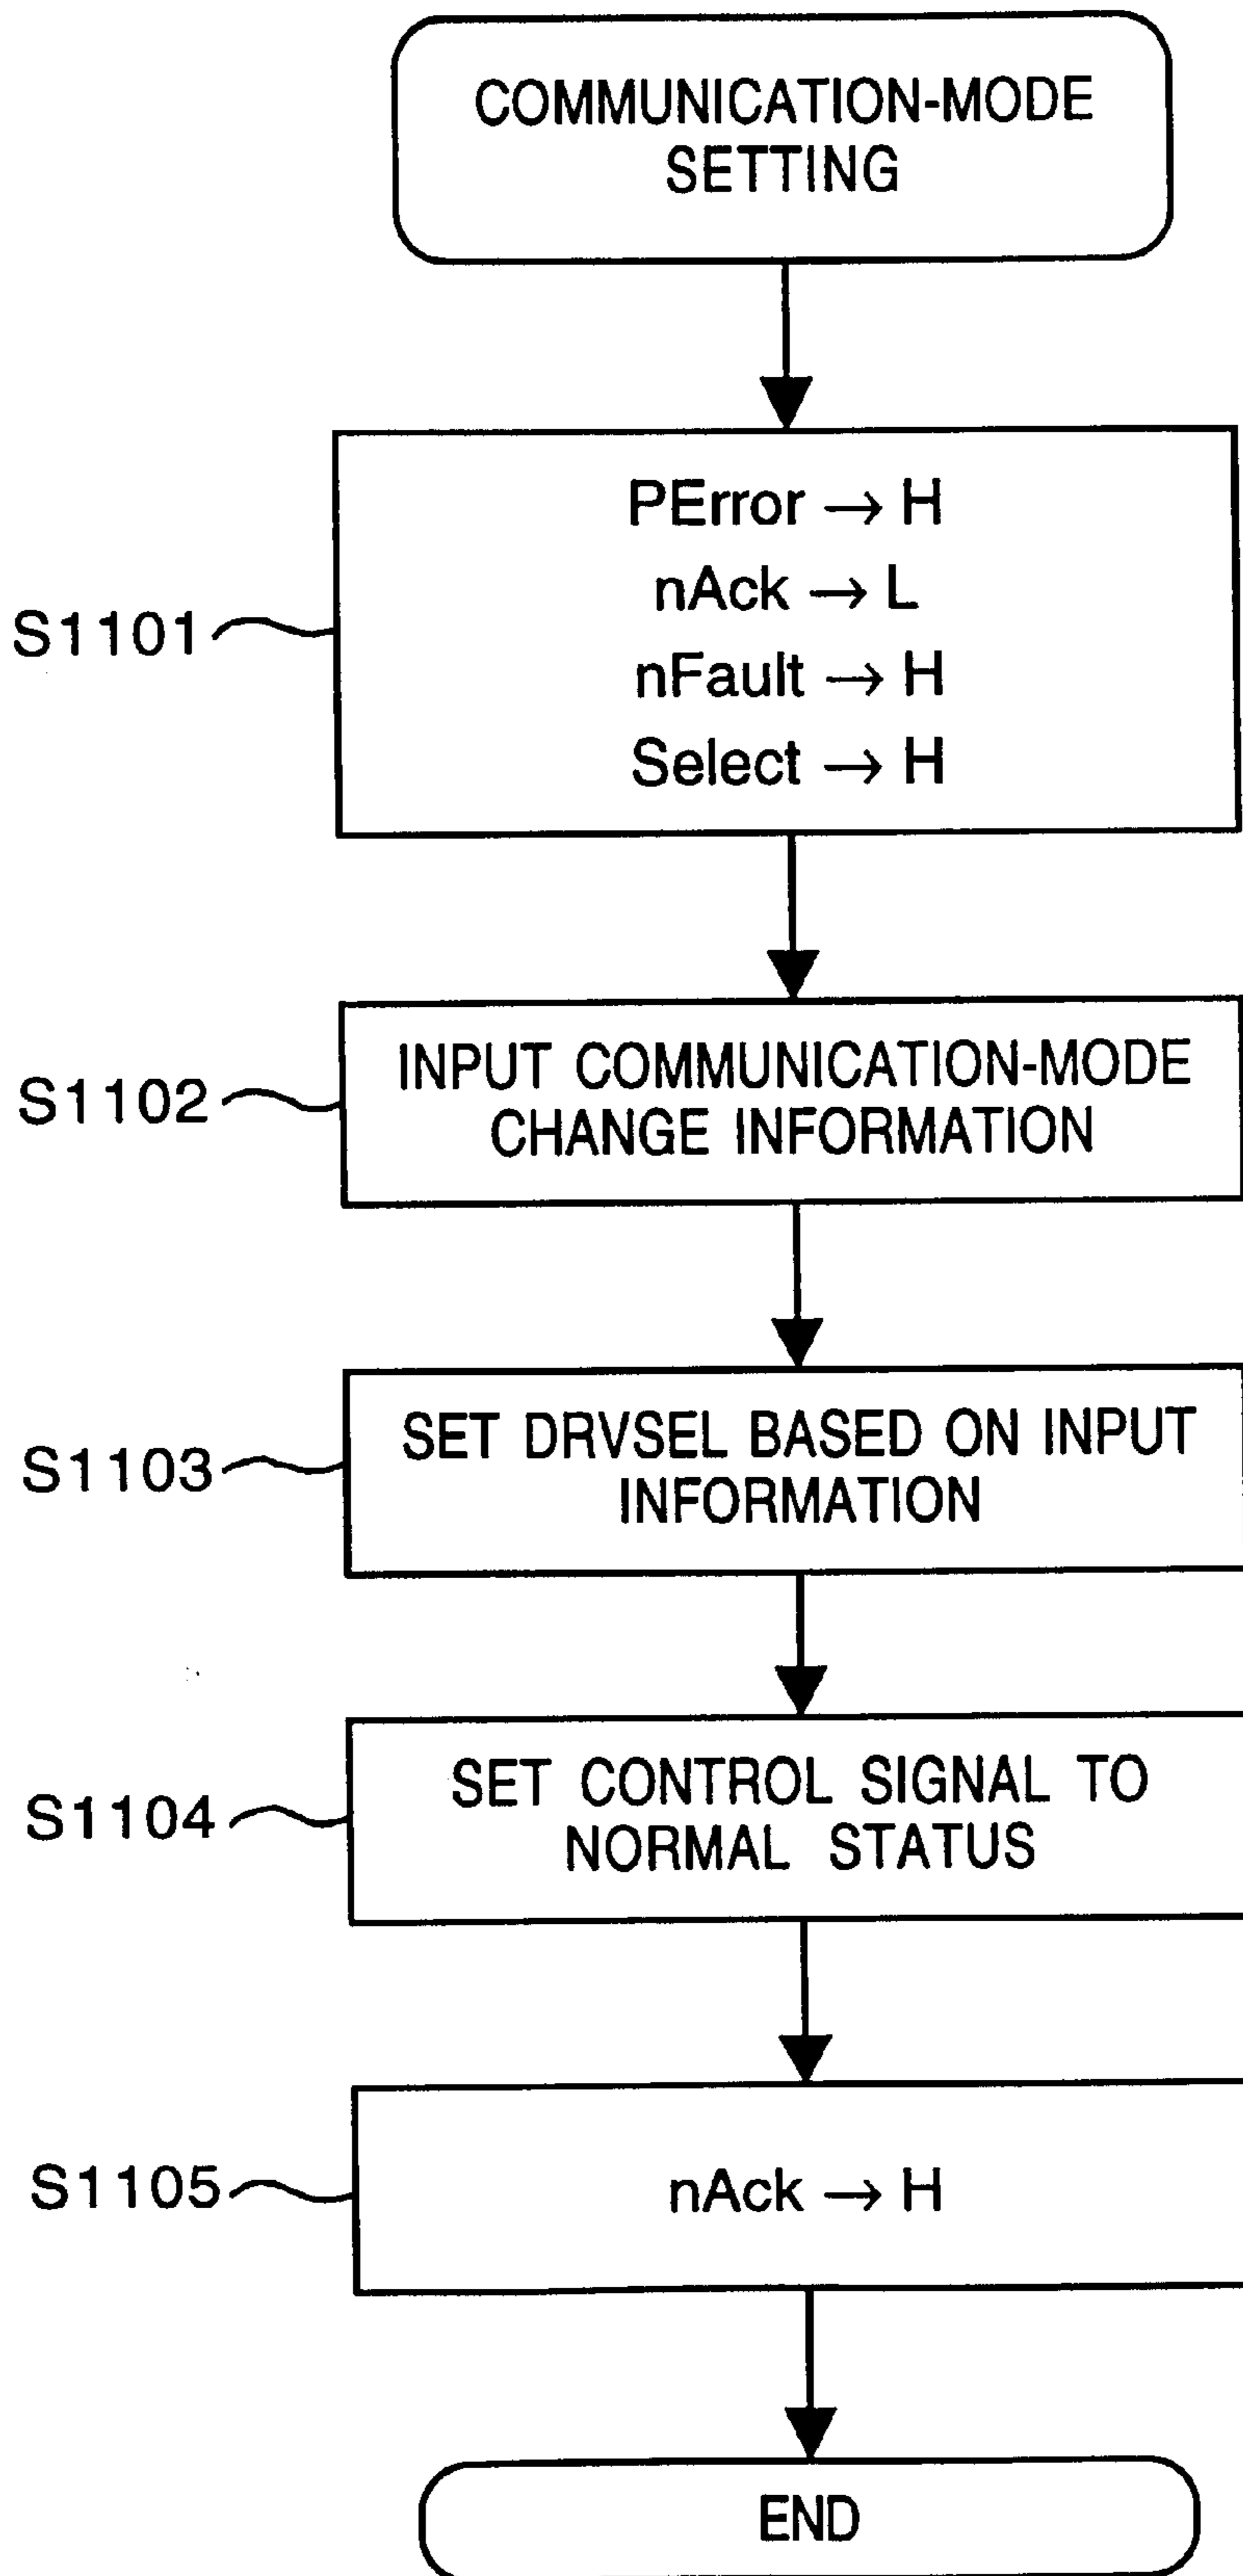 COMMUNICATION-MODE
SETTING
S1101
PError → H
nAck → L
nFault → H
Select → H
S1102
INPUT COMMUNICATION-MODE
CHANGE INFORMATION
S1103
SET DRVSEL BASED ON INPUT
INFORMATION
S1104
SET CONTROL SIGNAL TO
NORMAL STATUS
S1105
nAck → H
END